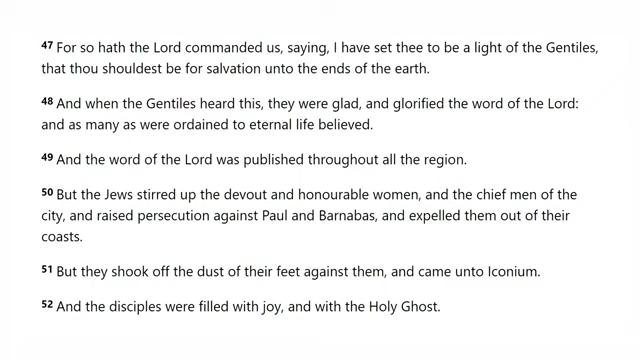 47 For so hath the Lord commanded us, saying, I have set thee to be a light of the Gentiles,
that thou shouldest be for salvation unto the ends of the earth.
48 And when the Gentiles heard this, they were glad, and glorified the word of the Lord:
and as many as were ordained to eternal life believed.
49 And the word of the Lord was published throughout all the region.
50 But the Jews stirred up the devout and honourable women, and the chief men of the
city, and raised persecution against Paul and Barnabas, and expelled them out of their
coasts.
51 But they shook off the dust of their feet against them, and came unto Iconium.
52 And the disciples were filled with joy, and with the Holy Ghost.